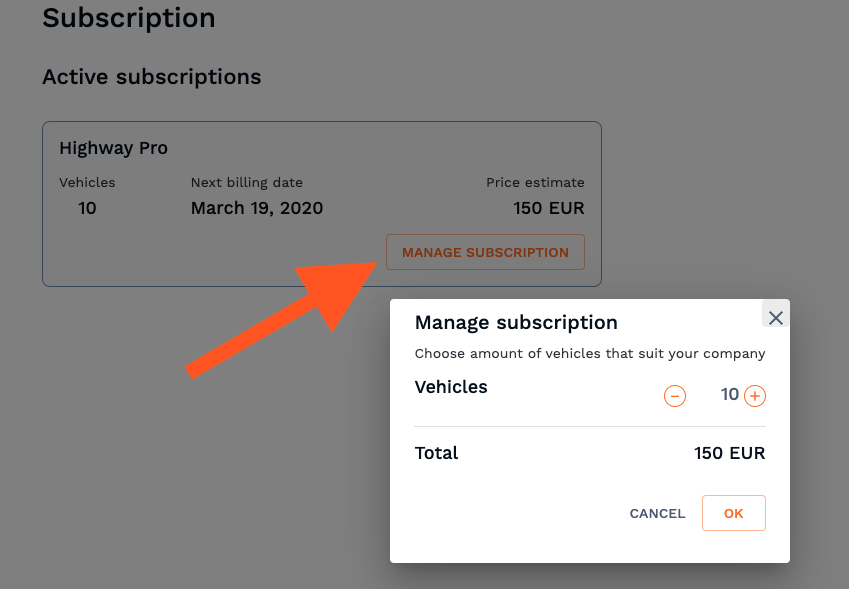 Subscription
Active subscriptions
Highway Pro
Vehicles Next billing date Price estimate
10 March 19, 2020 150 EUR
MANAGE SUBSCRIPTION
Manage subscription
Choose amount of vehicles that suit your company
Vehicles 10
Total 150 EUR
CANCEL OK